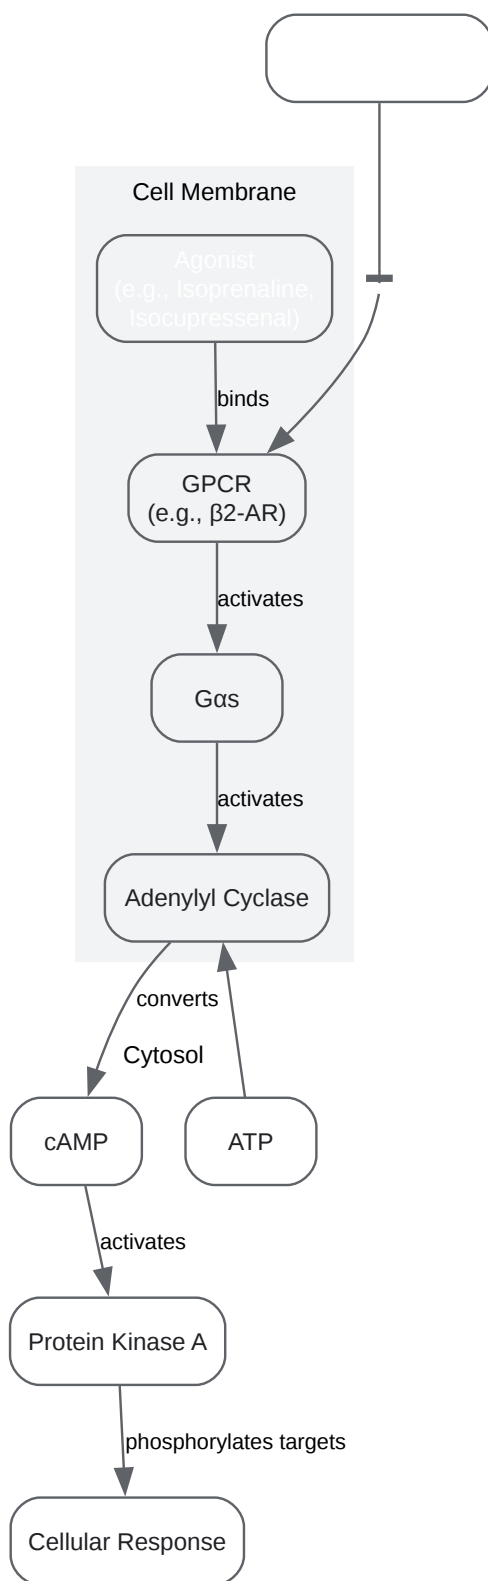 Cell Membrane
Agonist
(e.g., Isoprenaline,
Isocupressenal)
binds
GPCR
(e.g., β2-AR)
activates
Gαs
activates
Adenylyl Cyclase
converts
Cytosol
cAMP
ATP
activates
Protein Kinase A
phosphorylates targets
Cellular Response